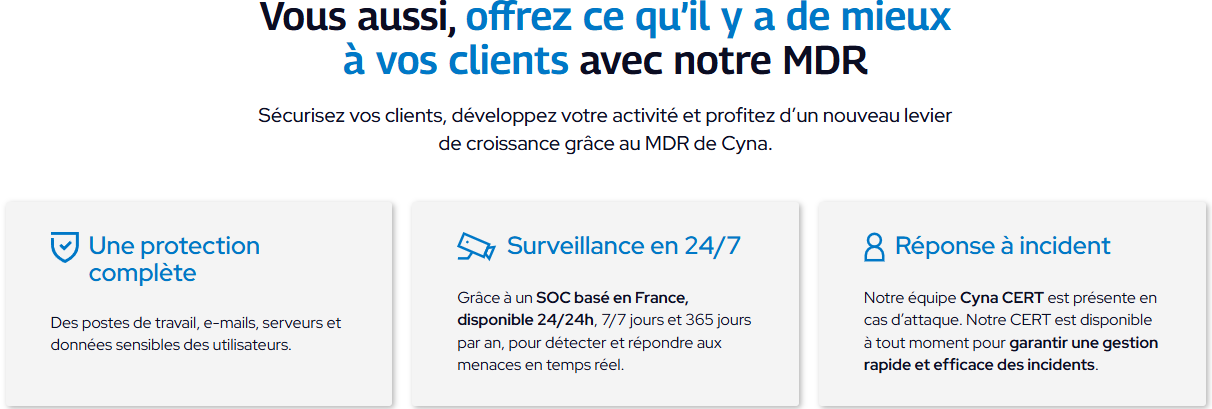 Vous aussi, offrez ce qu’il y a de mieux
à vos clients avec notre MDR
Sécurisez vos clients, développez votre activité et profitez d’un nouveau levier
de croissance grâce au MDR de Cyna.
Une protection
complète
Des postes de travail, e-mails, serveurs et
données sensibles des utilisateurs.
Surveillance en 24/7
Grâce à un SOC basé en France,
disponible 24/24h, 7/7 jours et 365 jours
par an, pour détecter et répondre aux
menaces en temps réel.
Réponse à incident
Notre équipe Cyna CERT est présente en
cas d’attaque. Notre CERT est disponible
à tout moment pour garantir une gestion
rapide et efficace des incidents.